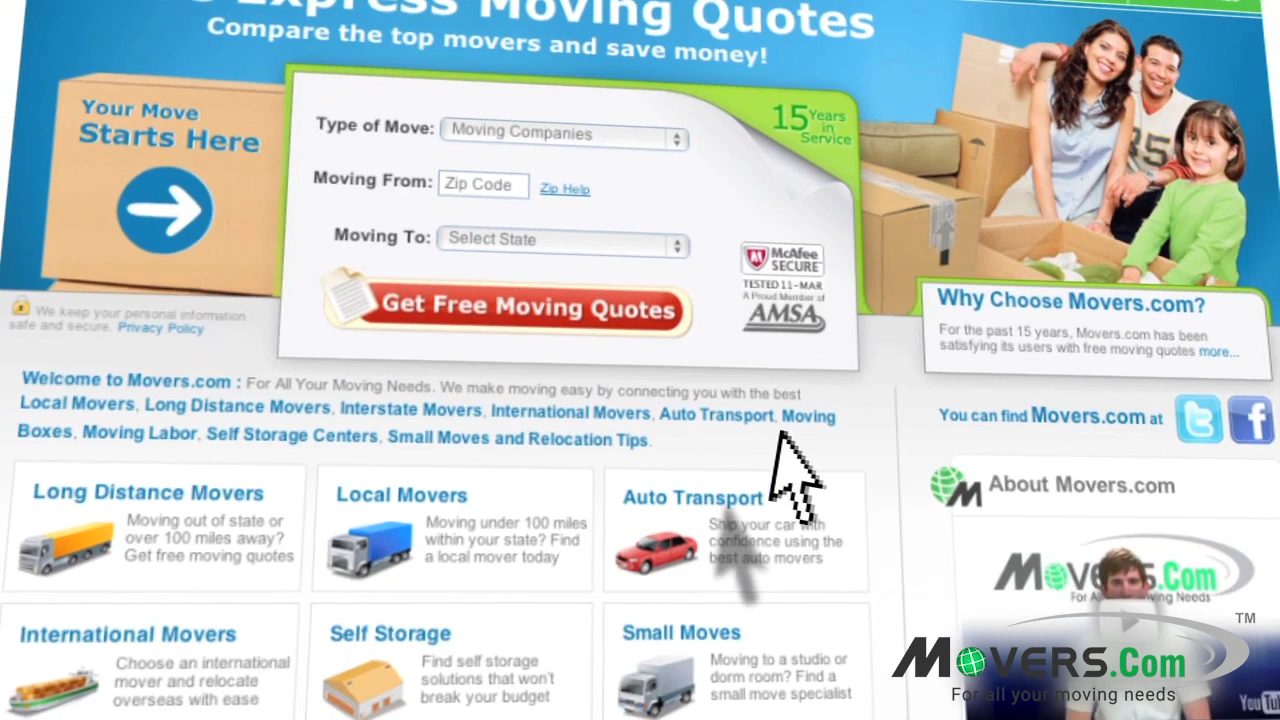 Express Moving Quotes
Compare the top movers and save money!
Your Move
Starts Here
Type of Move: Moving Companies
Moving From: Zip Code Zip Help
Moving To: Select State
Get Free Moving Quotes
15 Years
in
Service
McAfee
SECURE
TESTED 11-MAR
A Proud Member of
AMSA
We keep your personal information
safe and secure. Privacy Policy
Why Choose Movers.com?
For the past 15 years, Movers.com has been
satisfying its users with free moving quotes more...
Welcome to Movers.com : For All Your Moving Needs. We make moving easy by connecting you with the best
Local Movers, Long Distance Movers, Interstate Movers, International Movers, Auto Transport, Moving
Boxes, Moving Labor, Self Storage Centers, Small Moves and Relocation Tips.
You can find Movers.com at
Long Distance Movers
Moving out of state or
over 100 miles away?
Get free moving quotes
Local Movers
Moving under 100 miles
within your state? Find
a local mover today
Auto Transport
Ship your car with
confidence using the
best auto movers
International Movers
Choose an international
mover and relocate
overseas with ease
Self Storage
Find self storage
solutions that won't
break your budget
Small Moves
Moving to a studio or
dorm room? Find a
small move specialist
About Movers.com
Movers.Com
For All Moving Needs
MOVERS.Com TM
For all your moving needs